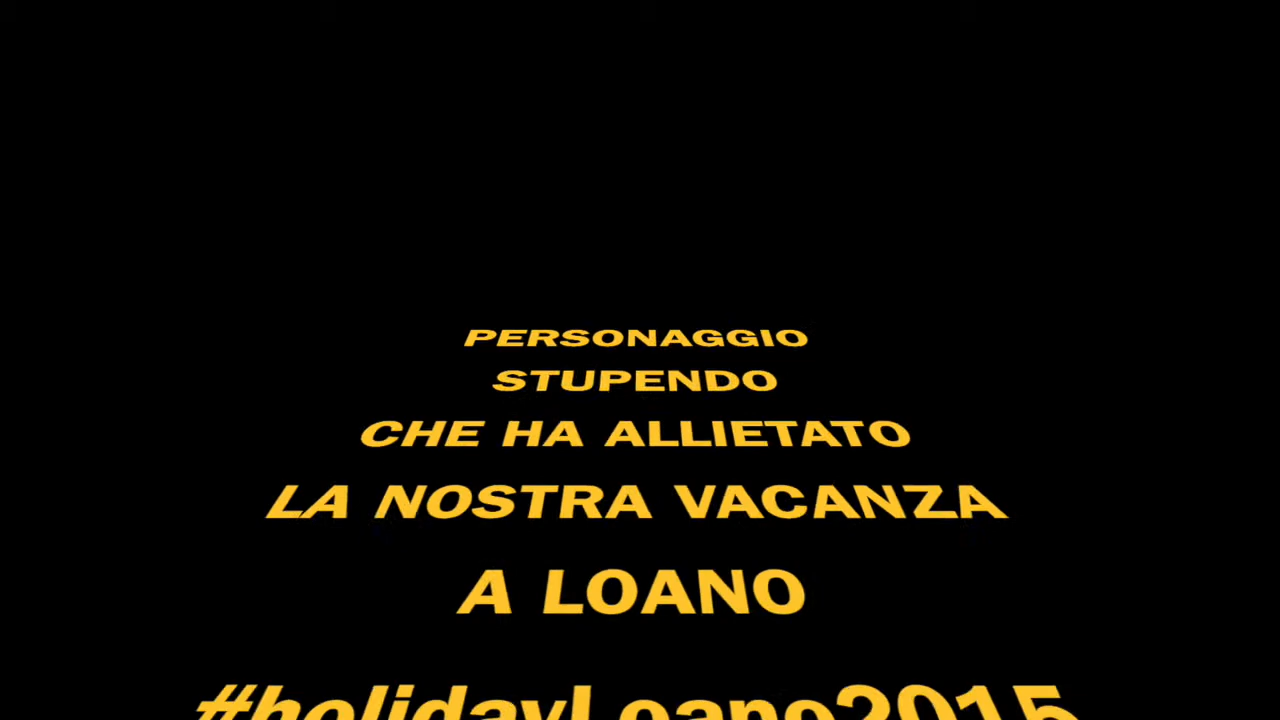 PERSONAGGIO
STUPENDO
CHE HA ALLIETATO
LA NOSTRA VACANZA
A LOANO
#holidayLoano2015